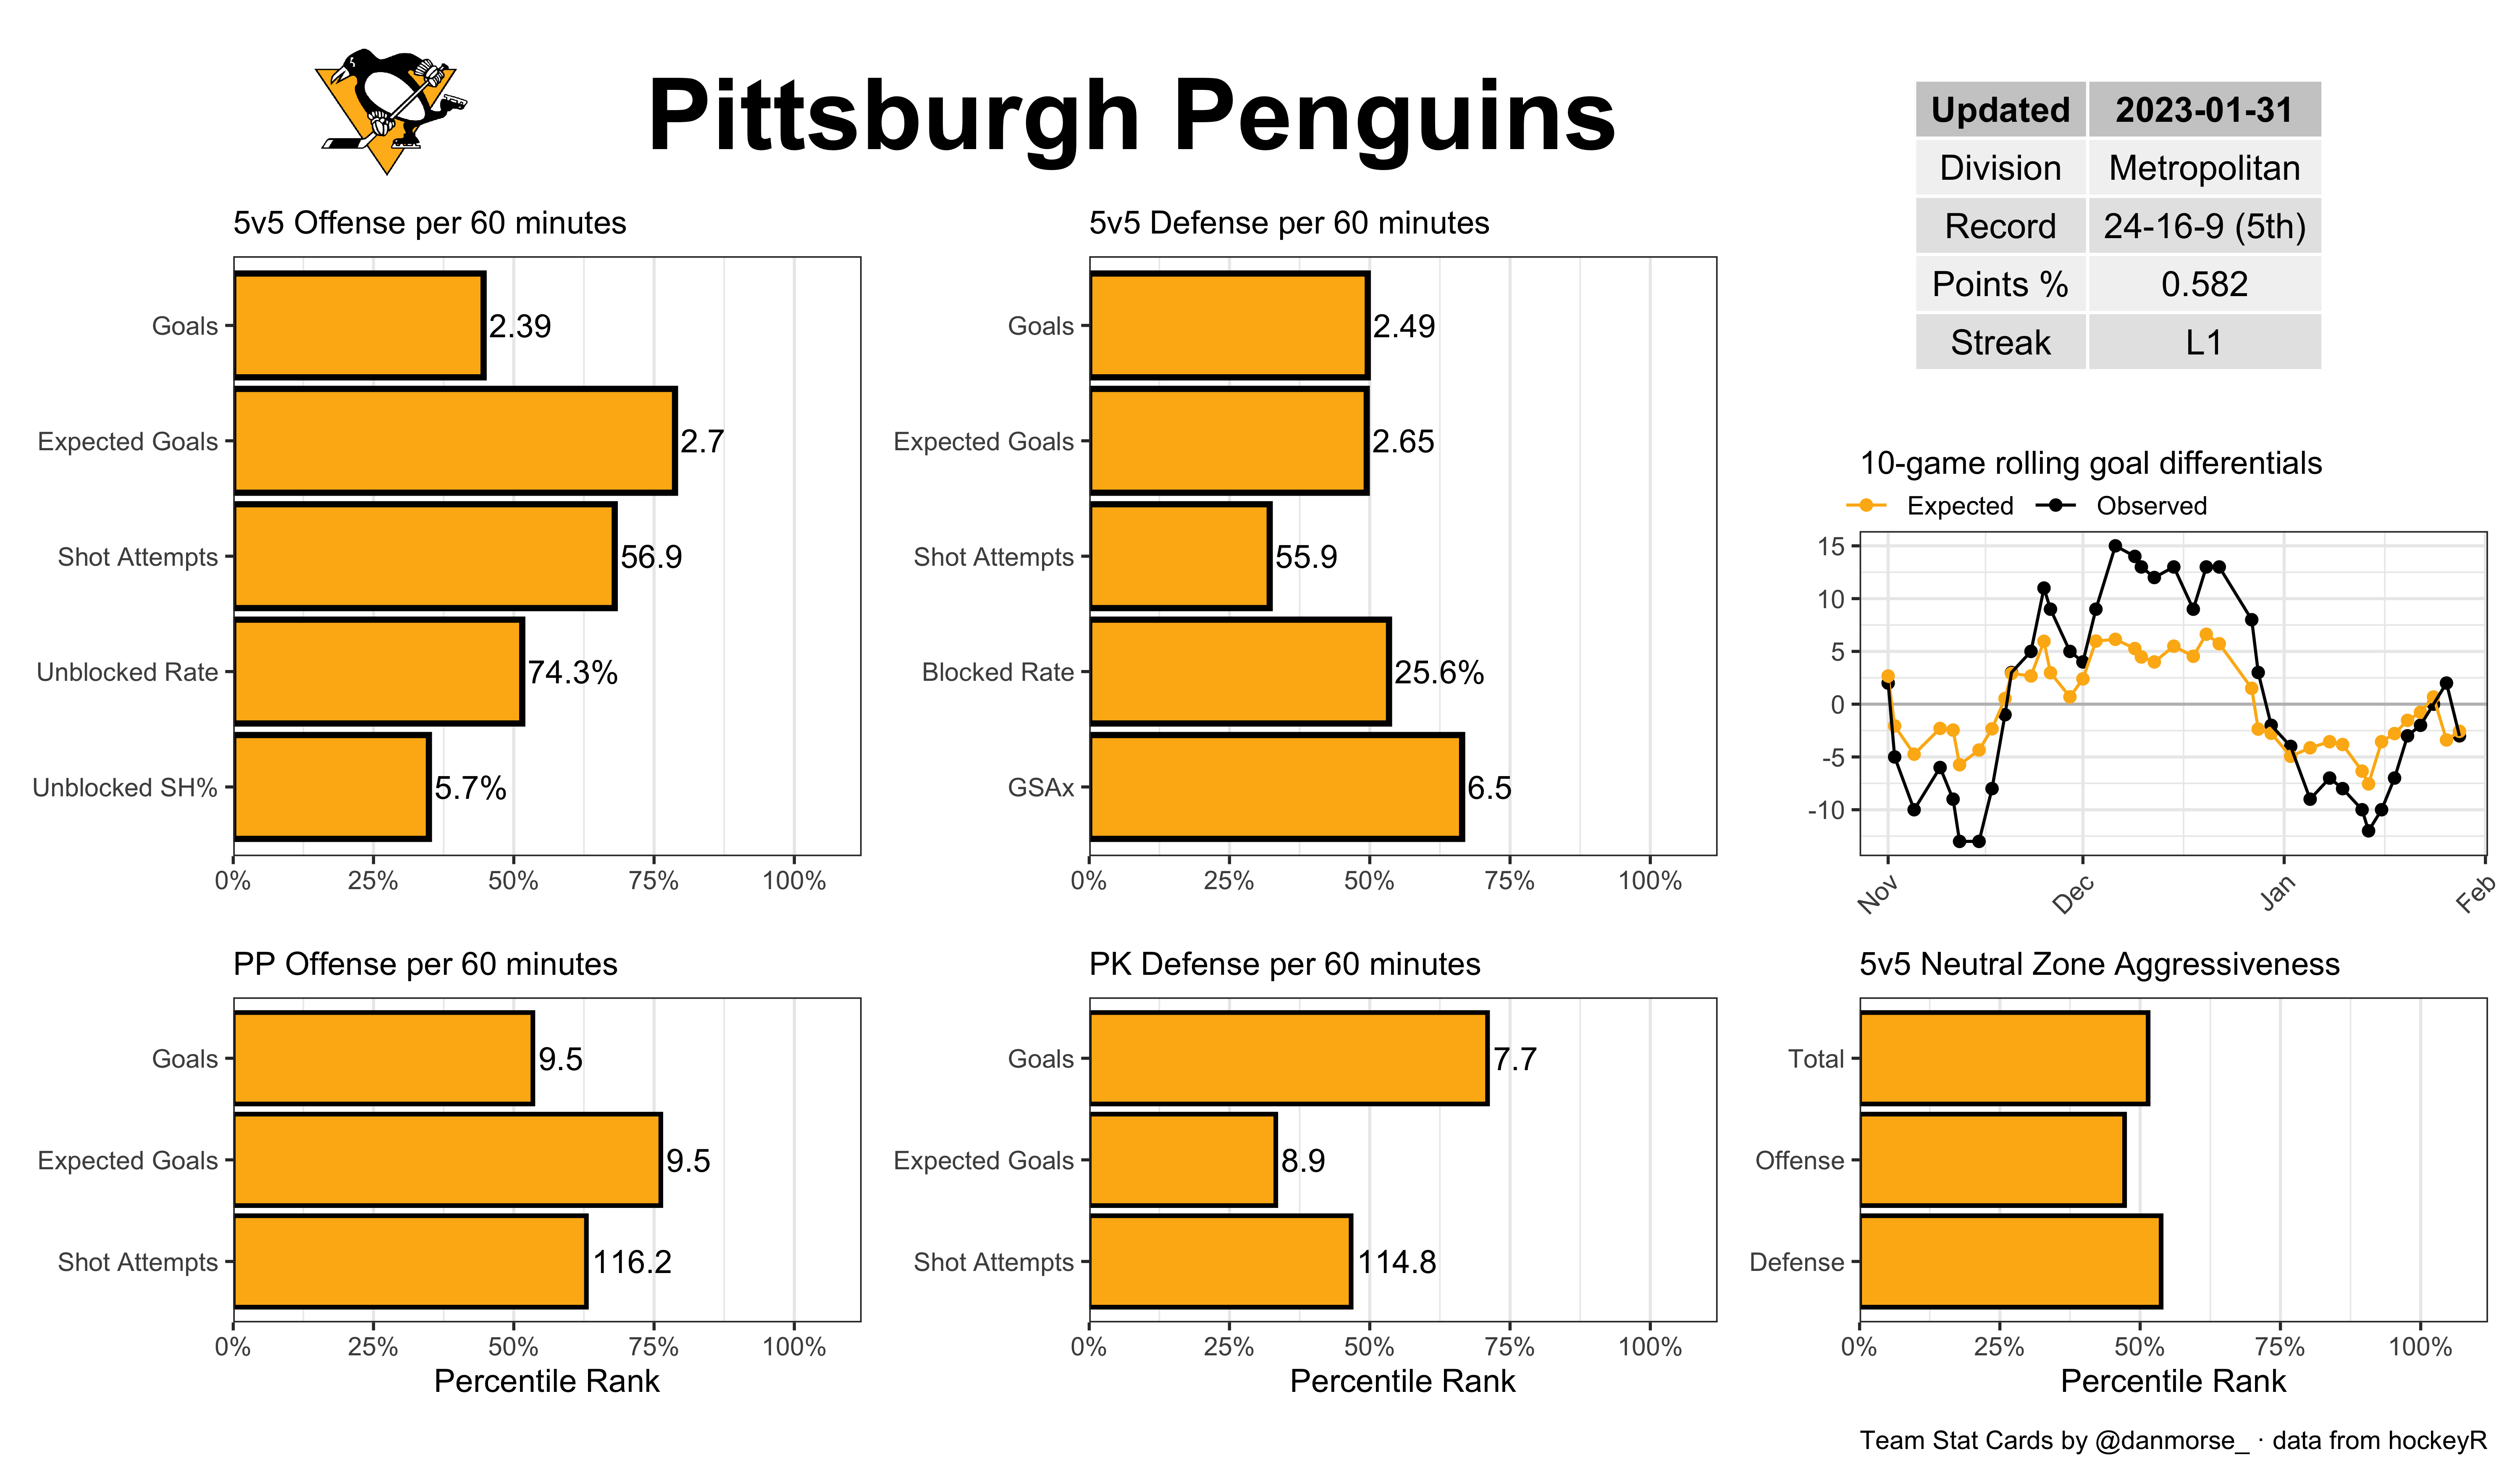 Pittsburgh Penguins
Updated 2023-01-31
Division Metropolitan
Record 24-16-9 (5th)
Points % 0.582
Streak L1
5v5 Offense per 60 minutes
Goals 2.39
Expected Goals 2.7
Shot Attempts 56.9
Unblocked Rate 74.3%
Unblocked SH% 5.7%
0% 25% 50% 75% 100%
5v5 Defense per 60 minutes
Goals 2.49
Expected Goals 2.65
Shot Attempts 55.9
Blocked Rate 25.6%
GSAx 6.5
0% 25% 50% 75% 100%
10-game rolling goal differentials
Expected Observed
15
10
5
0
-5
-10
Nov Dec Jan Feb
PP Offense per 60 minutes
Goals 9.5
Expected Goals 9.5
Shot Attempts 116.2
0% 25% 50% 75% 100%
Percentile Rank
PK Defense per 60 minutes
Goals 7.7
Expected Goals 8.9
Shot Attempts 114.8
0% 25% 50% 75% 100%
Percentile Rank
5v5 Neutral Zone Aggressiveness
Total
Offense
Defense
0% 25% 50% 75% 100%
Percentile Rank
Team Stat Cards by @danmorse_ · data from hockeyR